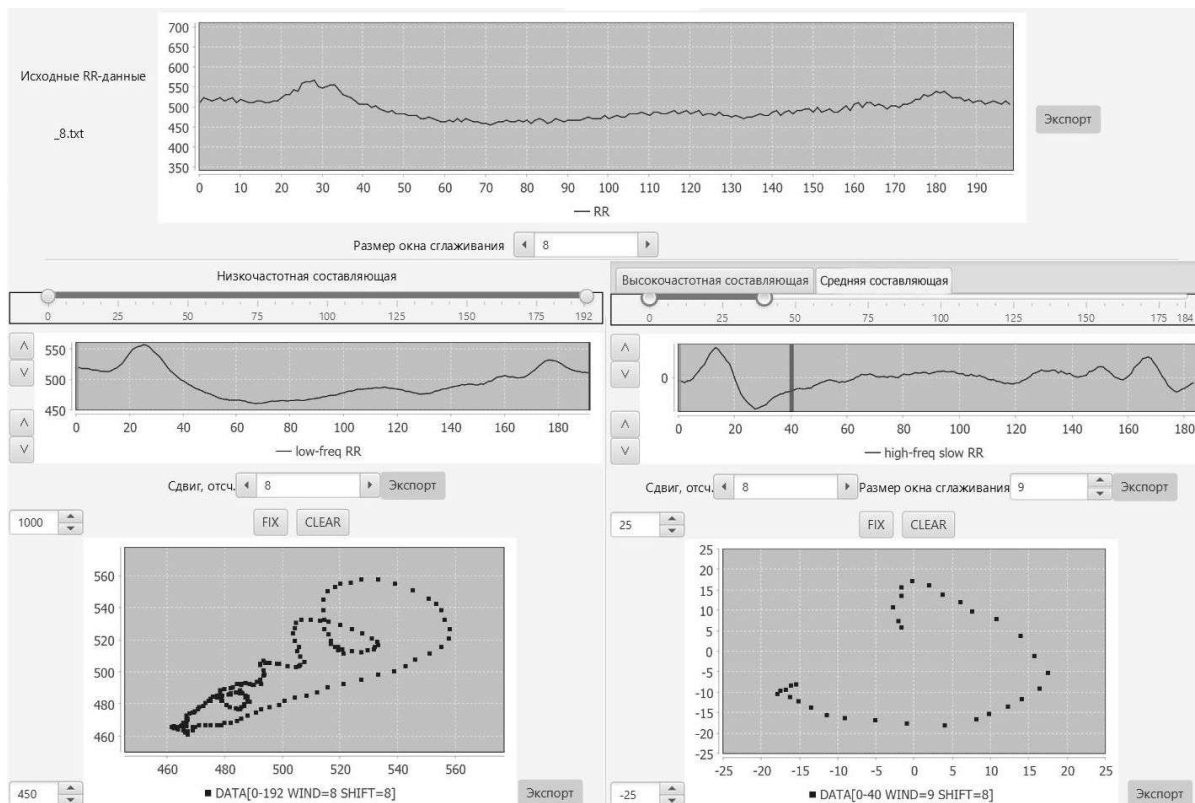 700
650
600
550
500
450
400
350
Исходные RR-данные
_8.txt
0 10 20 30 40 50 60 70 80 90 100 110 120 130 140 150 160 170 180 190
RR
Экспорт
Размер окна сглаживания 8
Низкочастотная составляющая
0 25 50 75 100 125 150 175 192
550
500
450
0 20 40 60 80 100 120 140 160 180
low-freq RR
Сдвиг, отсч. 8 Экспорт
1000 FIX CLEAR
560
540
520
500
480
460
460 480 500 520 540 560
DATA[0-192 WIND=8 SHIFT=8]
450
Экспорт
Высокочастотная составляющая Средняя составляющая
0 25 50 75 100 125 150 175 184
0
0 20 40 60 80 100 120 140 160 180
high-freq slow RR
Сдвиг, отсч. 8 Размер окна сглаживания 9 Экспорт
25 FIX CLEAR
25
20
15
10
5
0
-5
-10
-15
-20
-25
-25 -20 -15 -10 -5 0 5 10 15 20 25
DATA[0-40 WIND=9 SHIFT=8]
-25
Экспорт